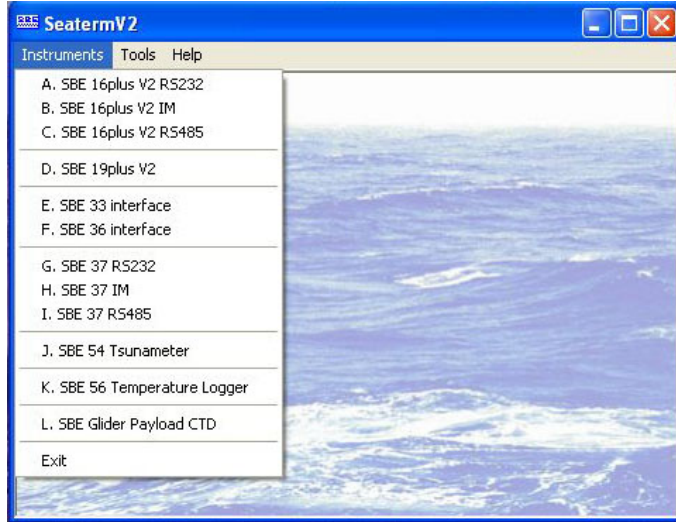 SBE SeatermV2
Instruments Tools Help
A. SBE 16plus V2 RS232
B. SBE 16plus V2 IM
C. SBE 16plus V2 RS485
D. SBE 19plus V2
E. SBE 33 interface
F. SBE 36 interface
G. SBE 37 RS232
H. SBE 37 IM
I. SBE 37 RS485
J. SBE 54 Tsunameter
K. SBE 56 Temperature Logger
L. SBE Glider Payload CTD
Exit